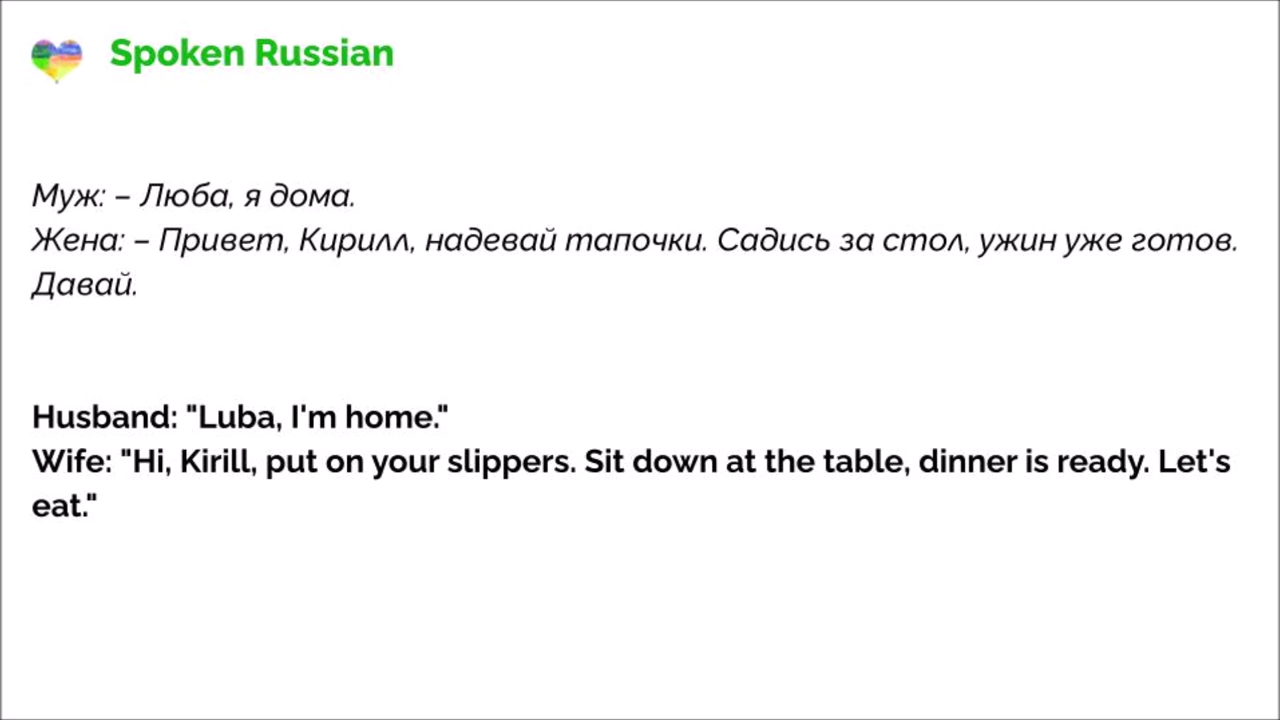 Spoken Russian
Муж: – Люба, я дома.
Жена: – Привет, Кирилл, надевай тапочки. Садись за стол, ужин уже готов.
Давай.
Husband: "Luba, I'm home."
Wife: "Hi, Kirill, put on your slippers. Sit down at the table, dinner is ready. Let's
eat."